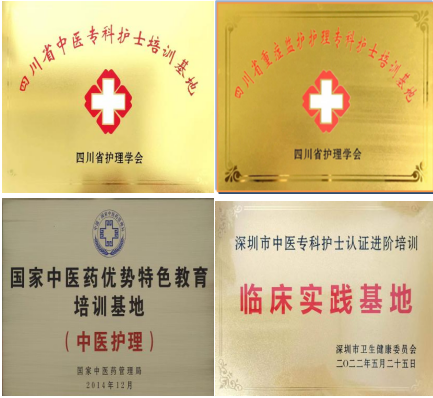 四川省中医专科护士培训基地
四川省护理学会
四川省重症监护护理专科护士培训基地
四川省护理学会
国家中医药优势特色教育
培训基地
（中医护理）
国家中医药管理局
2014年12月
深圳市中医专科护士认证进阶培训
临床实践基地
深圳市卫生健康委员会
二〇二二年五月二十五日